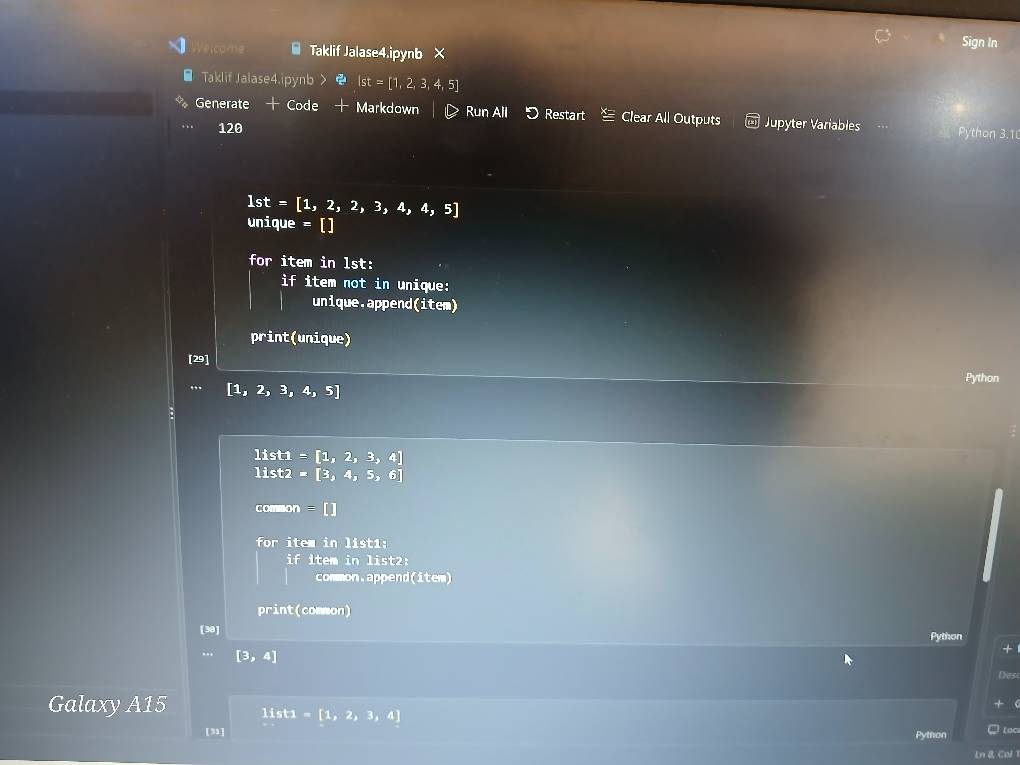 Welcome
Taklif Jalase4.ipynb
Sign In
Taklif Jalase4.ipynb > lst = [1, 2, 3, 4, 5]
Generate + Code + Markdown Run All Restart Clear All Outputs Jupyter Variables ...
Python 3.10
... 120
lst = [1, 2, 2, 3, 4, 4, 5]
unique = []
for item in lst:
if item not in unique:
unique.append(item)
print(unique)
[29]
Python
... [1, 2, 3, 4, 5]
list1 = [1, 2, 3, 4]
list2 = [3, 4, 5, 6]
common = []
for item in list1:
if item in list2:
common.append(item)
print(common)
[30]
Python
... [3, 4]
list1 = [1, 2, 3, 4]
[31]
Python
Galaxy A15